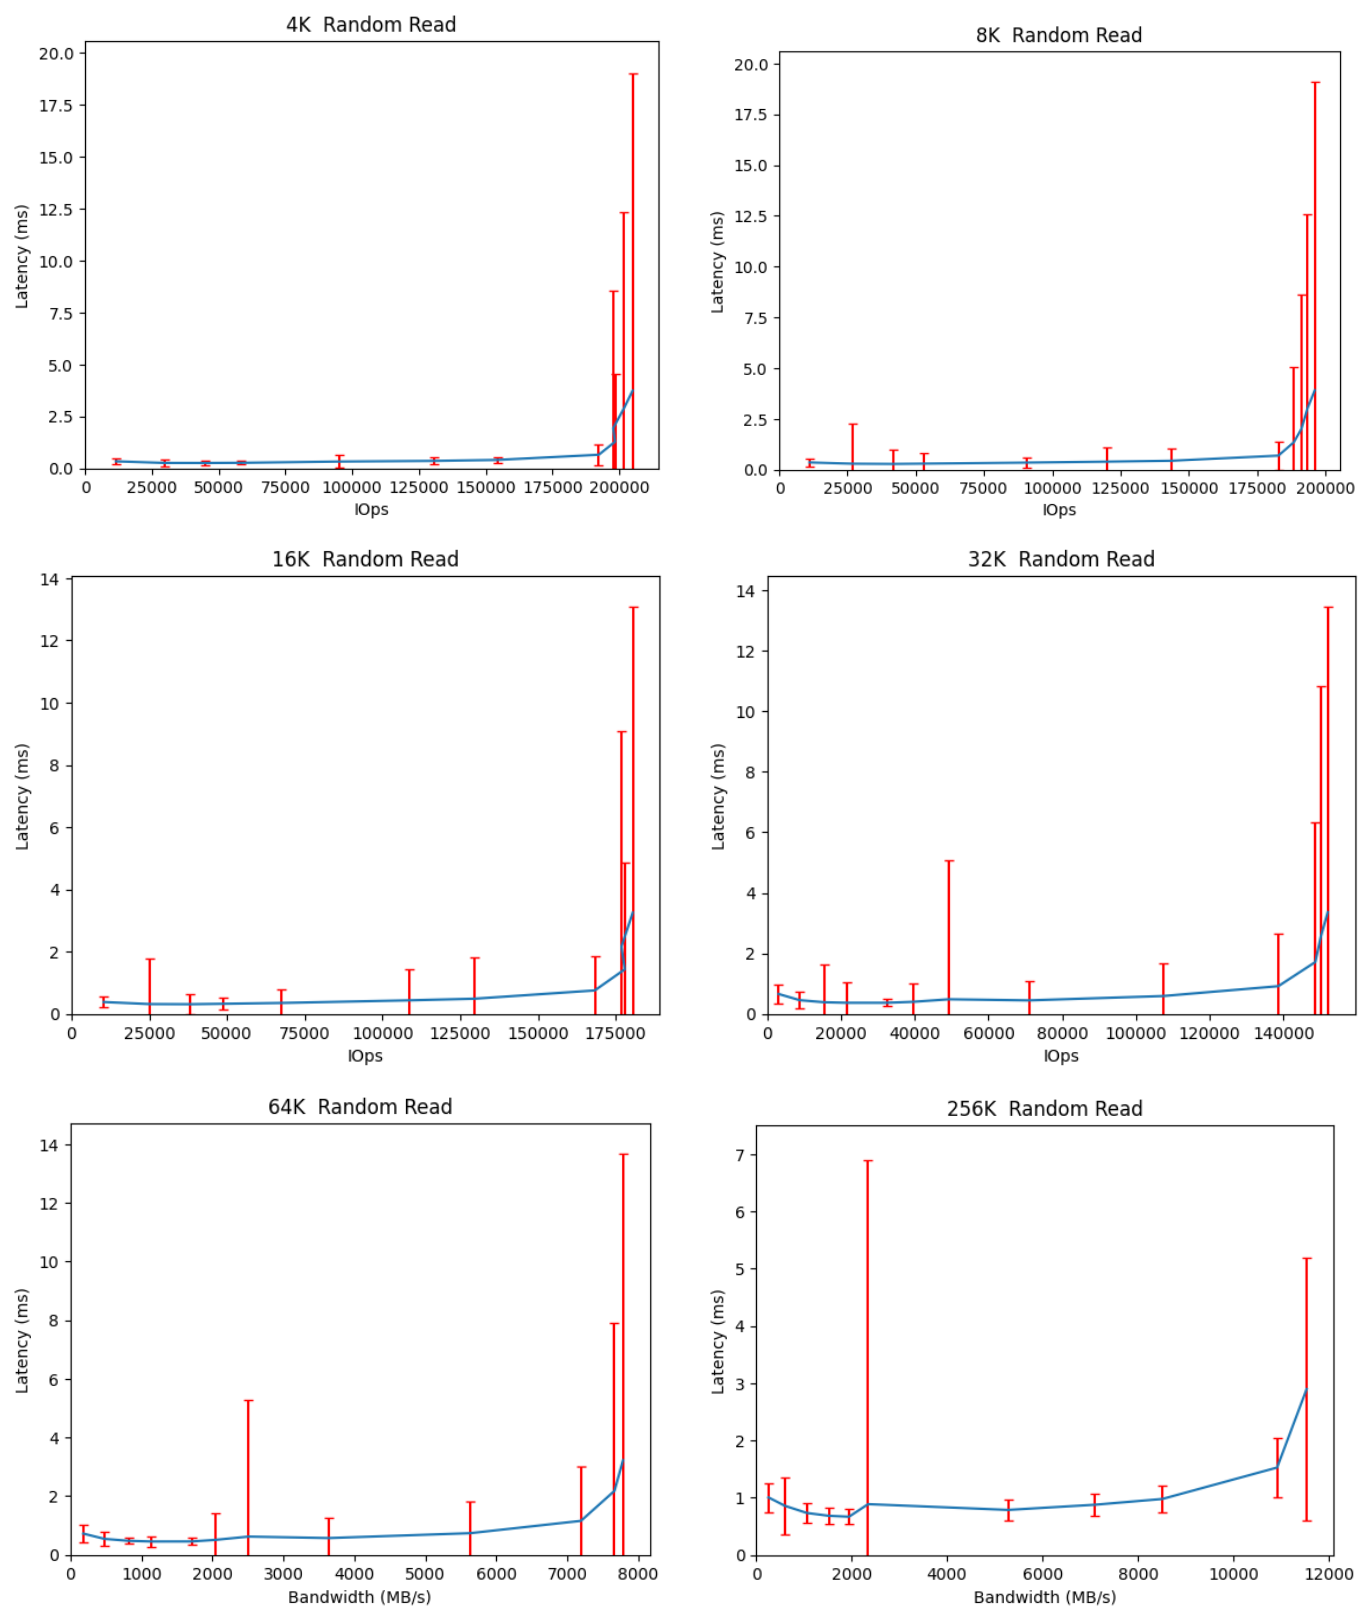 4K  Random Read
20.0
17.5
15.0
12.5
10.0
7.5
5.0
2.5
0.0
Latency (ms)
0 25000 50000 75000 100000 125000 150000 175000 200000
IOps
8K  Random Read
20.0
17.5
15.0
12.5
10.0
7.5
5.0
2.5
0.0
Latency (ms)
0 25000 50000 75000 100000 125000 150000 175000 200000
IOps
16K  Random Read
14
12
10
8
6
4
2
0
Latency (ms)
0 25000 50000 75000 100000 125000 150000 175000
IOps
32K  Random Read
14
12
10
8
6
4
2
0
Latency (ms)
0 20000 40000 60000 80000 100000 120000 140000
IOps
64K  Random Read
14
12
10
8
6
4
2
0
Latency (ms)
0 1000 2000 3000 4000 5000 6000 7000 8000
Bandwidth (MB/s)
256K  Random Read
7
6
5
4
3
2
1
0
Latency (ms)
0 2000 4000 6000 8000 10000 12000
Bandwidth (MB/s)